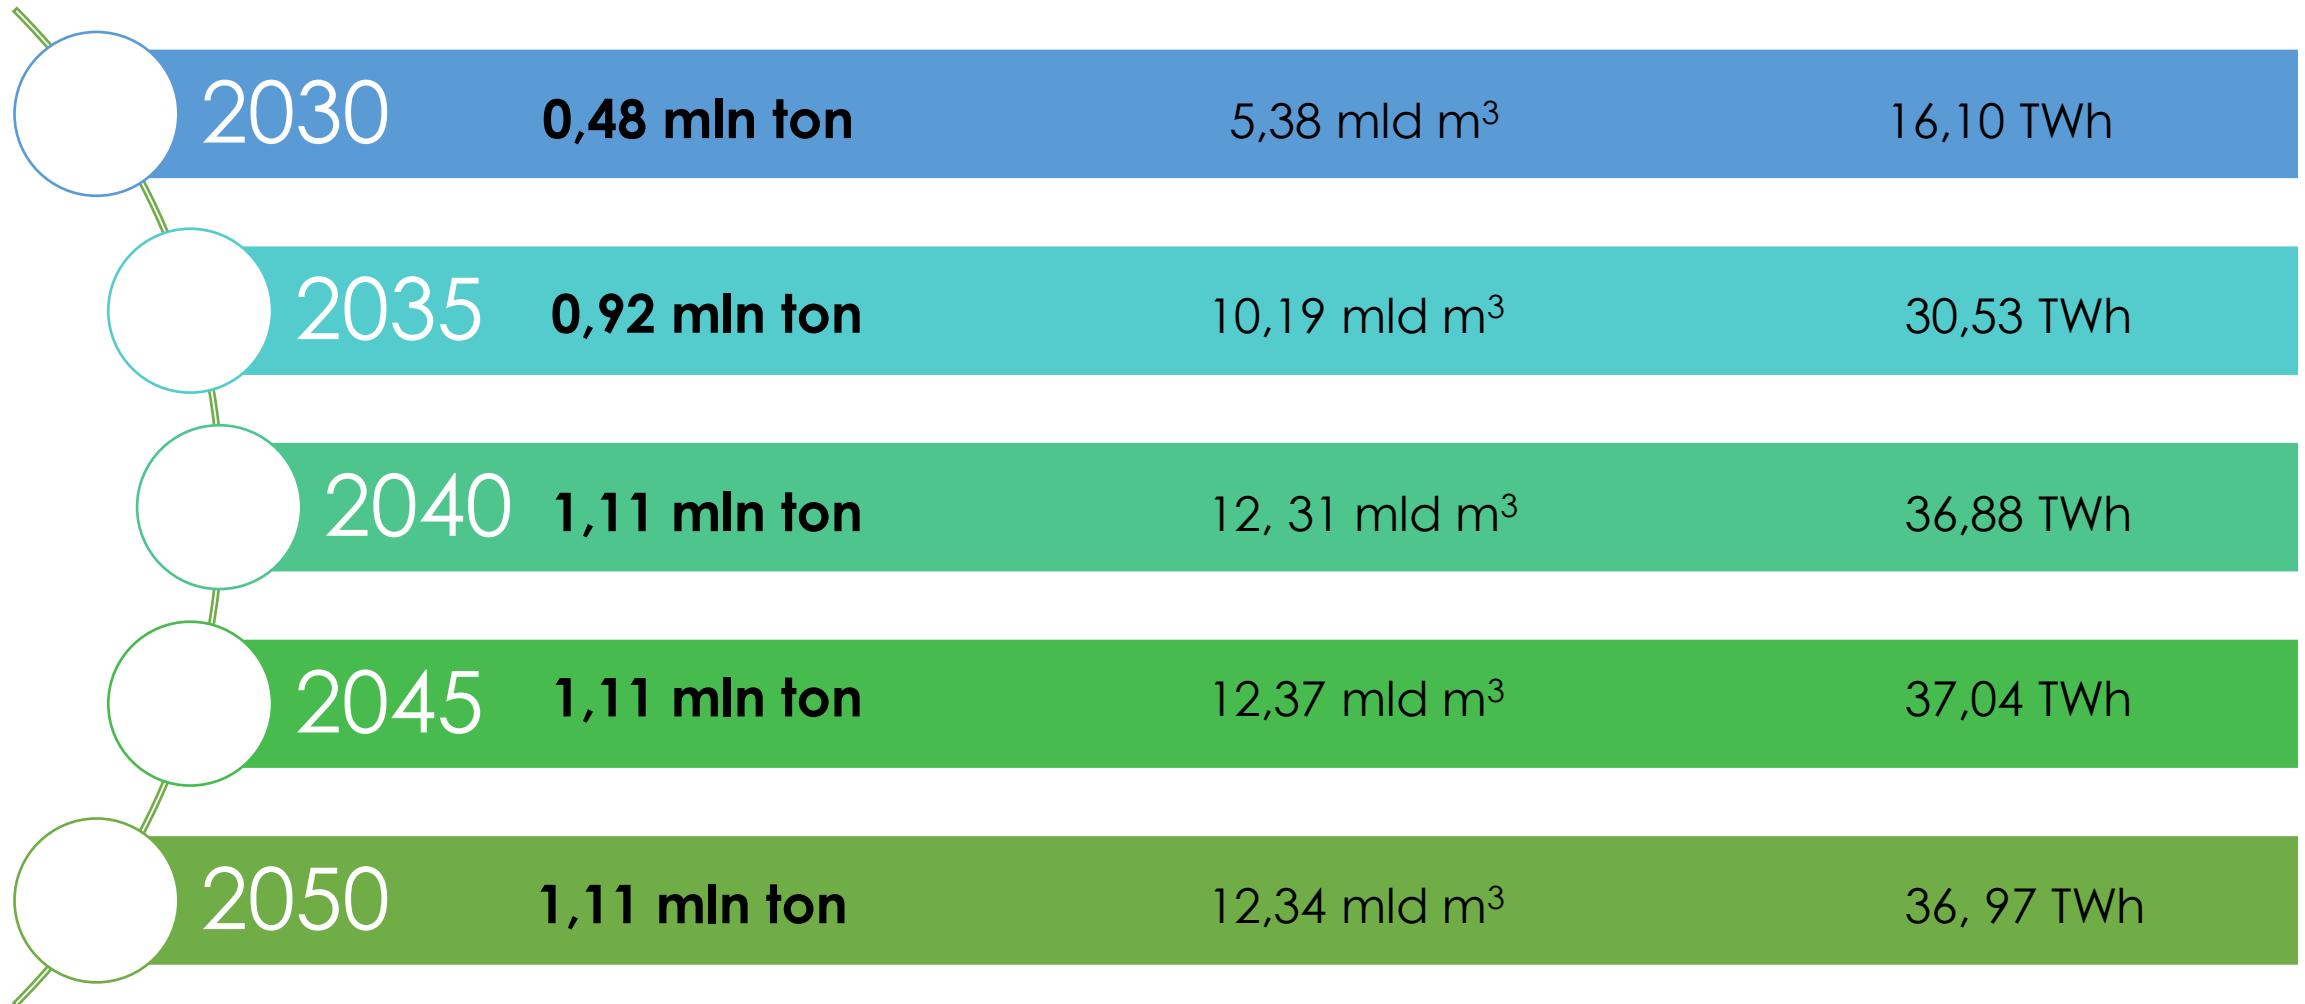 2030 0,48 mln ton 5,38 mld m³ 16,10 TWh
2035 0,92 mln ton 10,19 mld m³ 30,53 TWh
2040 1,11 mln ton 12, 31 mld m³ 36,88 TWh
2045 1,11 mln ton 12,37 mld m³ 37,04 TWh
2050 1,11 mln ton 12,34 mld m³ 36, 97 TWh